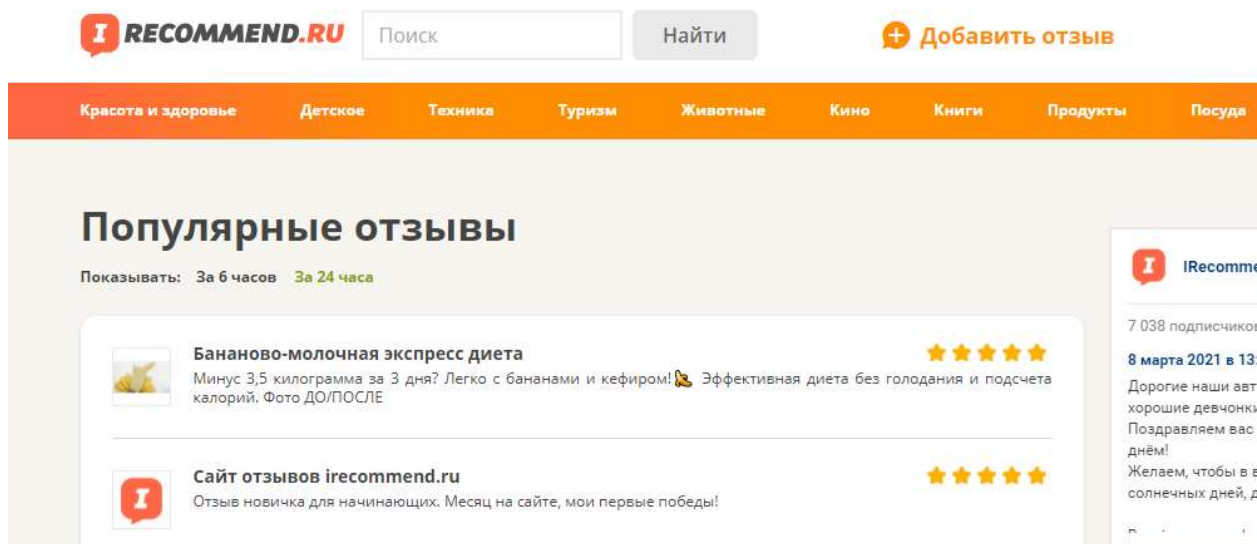 I RECOMMEND.RU
Поиск
Найти
Добавить отзыв
Красота и здоровье Детское Техника Туризм Животные Кино Книги Продукты Посуда
Популярные отзывы
Показывать: За 6 часов За 24 часа
Бананово-молочная экспресс диета
Минус 3,5 килограмма за 3 дня? Легко с бананами и кефиром! Эффективная диета без голодания и подсчета
калорий. Фото ДО/ПОСЛЕ
I
Сайт отзывов irecommend.ru
Отзыв новичка для начинающих. Месяц на сайте, мои первые победы!
I
IRecomme
7 038 подписчиков
8 марта 2021 в 13:
Дорогие наши авт
хорошие девчонки
Поздравляем вас
днём!
Желаем, чтобы в
солнечных дней,